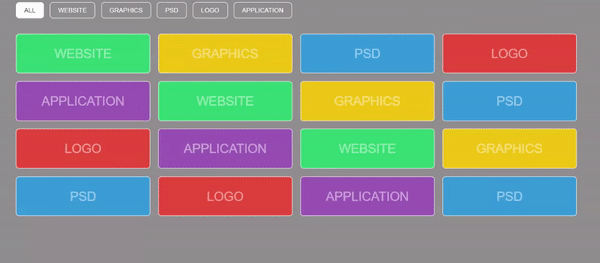 ALL WEBSITE GRAPHICS PSD LOGO APPLICATION
WEBSITE GRAPHICS PSD LOGO
APPLICATION WEBSITE GRAPHICS PSD
LOGO APPLICATION WEBSITE GRAPHICS
PSD LOGO APPLICATION PSD